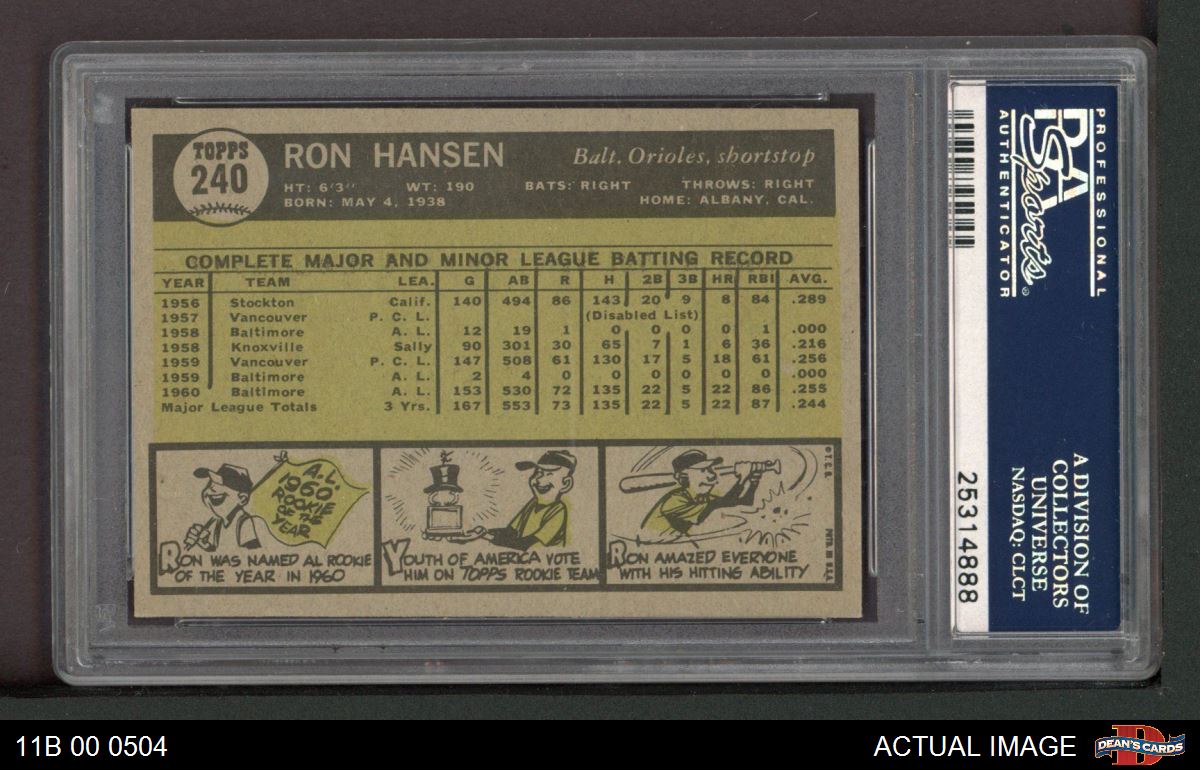 TOPPS
240
RON HANSEN Balt. Orioles, shortstop
HT: 6'3" WT: 190 BATS: RIGHT THROWS: RIGHT
BORN: MAY 4, 1938 HOME: ALBANY, CAL.
COMPLETE MAJOR AND MINOR LEAGUE BATTING RECORD
YEAR TEAM LEA. G AB R H 2B 3B HR RBI AVG.
1956 Stockton Calif. 140 494 86 143 20 9 8 84 .289
1957 Vancouver P. C. L. (Disabled List)
1958 Baltimore A. L. 12 19 1 0 0 0 0 1 .000
1958 Knoxville Sally 90 301 30 65 7 1 6 36 .216
1959 Vancouver P. C. L. 147 508 61 130 17 5 18 61 .256
1959 Baltimore A. L. 2 4 0 0 0 0 0 0 .000
1960 Baltimore A. L. 153 530 72 135 22 5 22 86 .255
Major League Totals 3 Yrs. 167 553 73 135 22 5 22 87 .244
A.L.
1960
ROOKIE
OF THE
YEAR
RON WAS NAMED AL ROOKIE
OF THE YEAR IN 1960
YOUTH OF AMERICA VOTE
HIM ON TOPPS ROOKIE TEAM
RON AMAZED EVERYONE
WITH HIS HITTING ABILITY
©T.C.G.
PRTD. IN U.S.A.
PROFESSIONAL
PSA
Sports®
AUTHENTICATOR
A DIVISION OF
COLLECTORS
UNIVERSE
NASDAQ: CLCT
25314888
11B 00 0504
ACTUAL IMAGE
DEAN'S CARDS